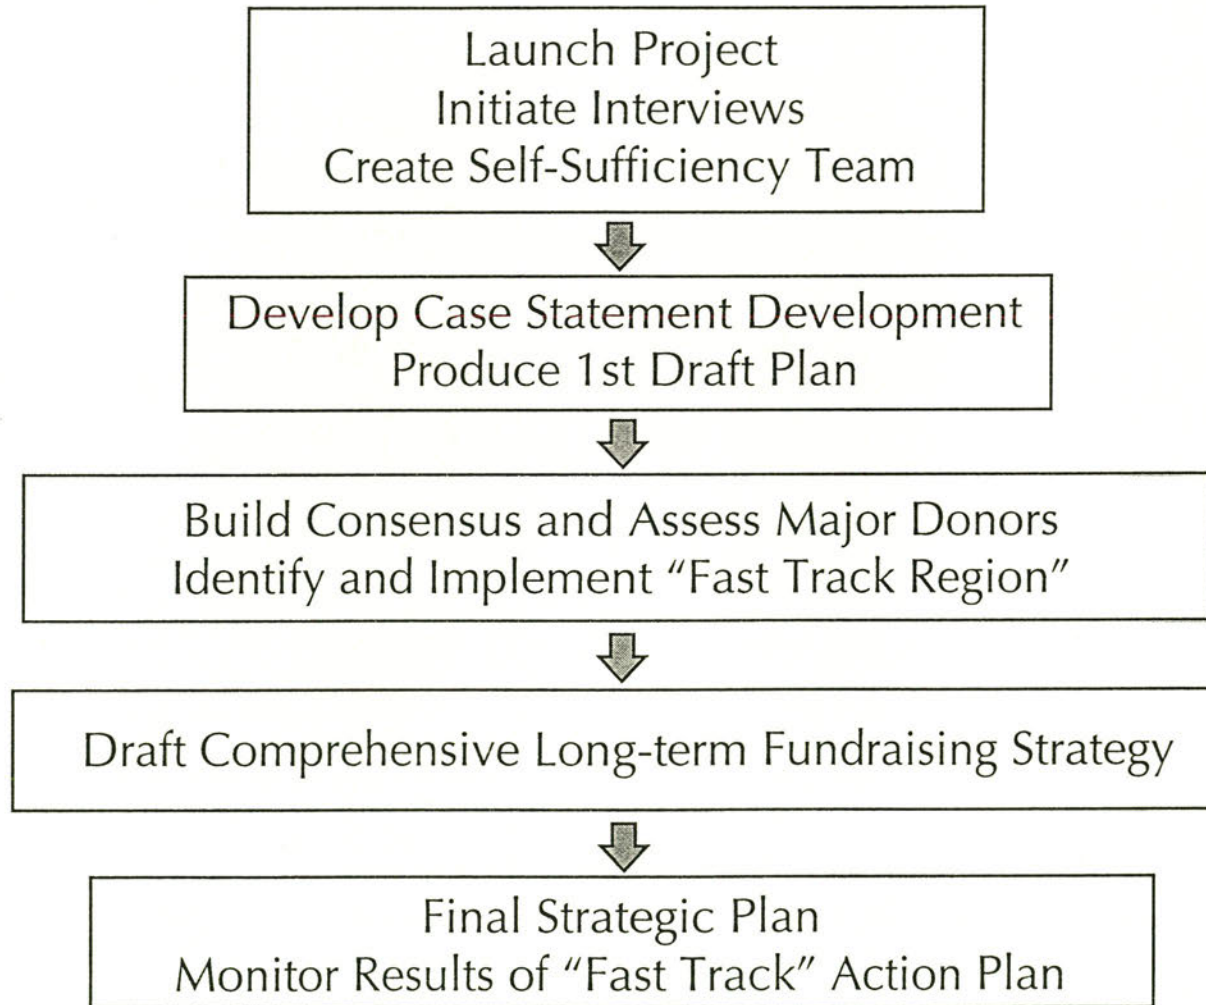 Launch Project
Initiate Interviews
Create Self-Sufficiency Team
Develop Case Statement Development
Produce 1st Draft Plan
Build Consensus and Assess Major Donors
Identify and Implement “Fast Track Region”
Draft Comprehensive Long-term Fundraising Strategy
Final Strategic Plan
Monitor Results of “Fast Track” Action Plan